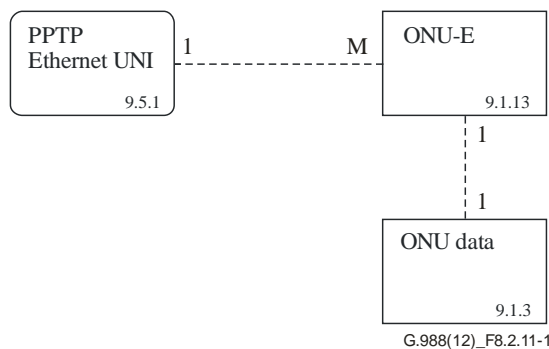 PPTP
Ethernet UNI
9.5.1
1
M
ONU-E
9.1.13
1
1
ONU data
9.1.3
G.988(12)_F8.2.11-1